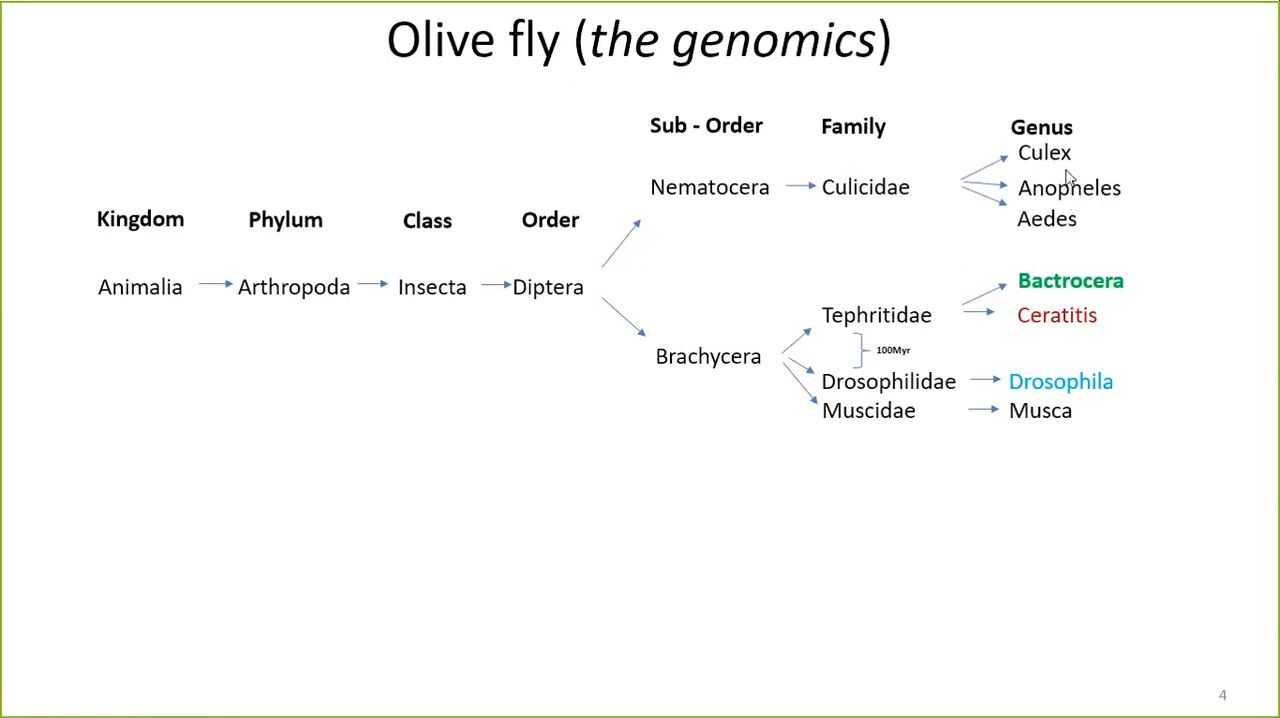 Olive fly (the genomics)
Sub - Order Family Genus
Culex
Nematocera Culicidae Anopheles
Aedes
Kingdom Phylum Class Order
Animalia Arthropoda Insecta Diptera
Bactrocera
Tephritidae Ceratitis
100Myr
Brachycera
Drosophilidae Drosophila
Muscidae Musca
4